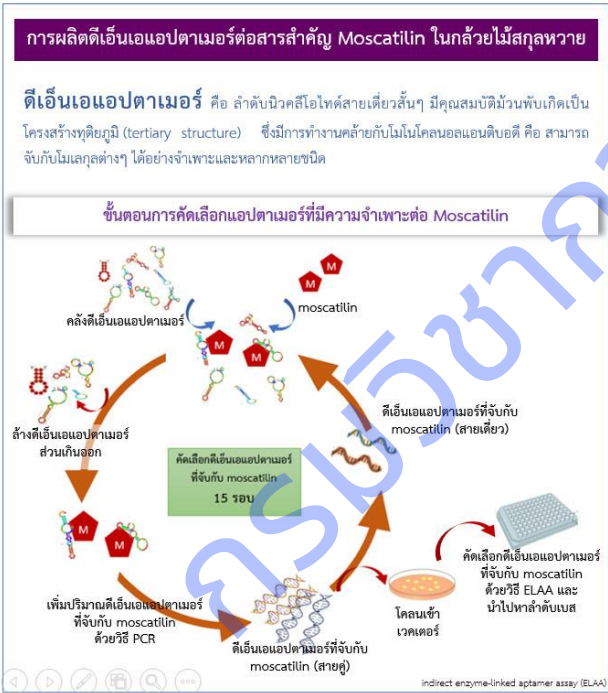 การผลิตดีเอ็นเอแอปตาเมอร์ต่อสารสำคัญ Moscatilin ในกล้วยไม้สกุลหวาย
ดีเอ็นเอแอปตาเมอร์ คือ ลำดับนิวคลีโอไทด์สายเดี่ยวสั้นๆ มีคุณสมบัติม้วนพับเกิดเป็น
โครงสร้างทุติยภูมิ (tertiary structure) ซึ่งมีการทำงานคล้ายกับโมโนโคลนอลแอนติบอดี คือ สามารถ
จับกับโมเลกุลต่างๆ ได้อย่างจำเพาะและหลากหลายชนิด
ขั้นตอนการคัดเลือกแอปตาเมอร์ที่มีความจำเพาะต่อ Moscatilin
M
M
คลังดีเอ็นเอแอปตาเมอร์
moscatilin
M
M
ล้างดีเอ็นเอแอปตาเมอร์
ส่วนเกินออก
ดีเอ็นเอแอปตาเมอร์ที่จับกับ
moscatilin (สายเดี่ยว)
คัดเลือกดีเอ็นเอแอปตาเมอร์
ที่จับกับ moscatilin
15 รอบ
M
M
เพิ่มปริมาณดีเอ็นเอแอปตาเมอร์
ที่จับกับ moscatilin
ด้วยวิธี PCR
ดีเอ็นเอแอปตาเมอร์ที่จับกับ
moscatilin (สายคู่)
โคลนเข้า
เวคเตอร์
คัดเลือกดีเอ็นเอแอปตาเมอร์
ที่จับกับ moscatilin
ด้วยวิธี ELAA และ
นำไปหาลำดับเบส
indirect enzyme-linked aptamer assay (ELAA)
กรมวิชาก